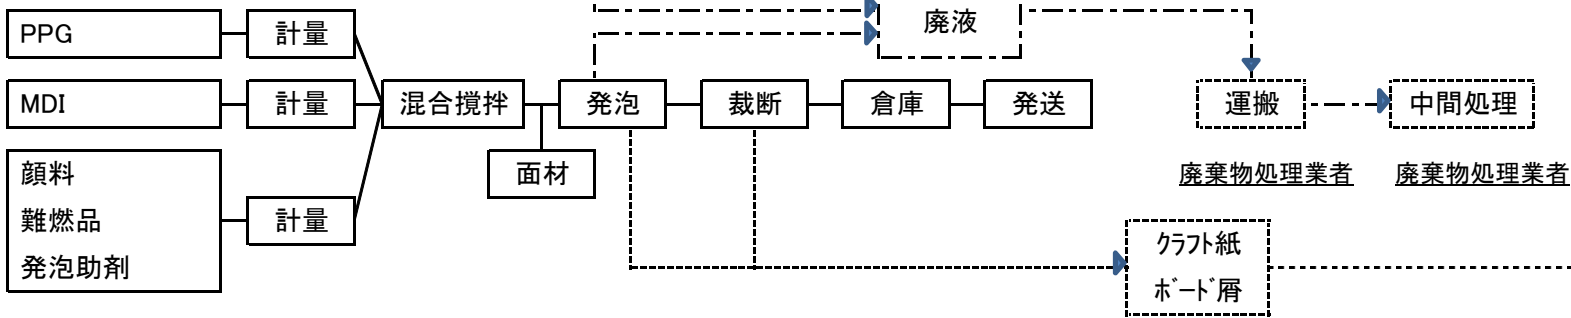 廃液
PPG
計量
MDI
計量
混合撹拌
発泡
裁断
倉庫
発送
運搬
中間処理
面材
廃棄物処理業者
廃棄物処理業者
顔料
難燃品
発泡助剤
計量
ｸﾗﾌﾄ紙
ﾎﾞｰﾄﾞ屑